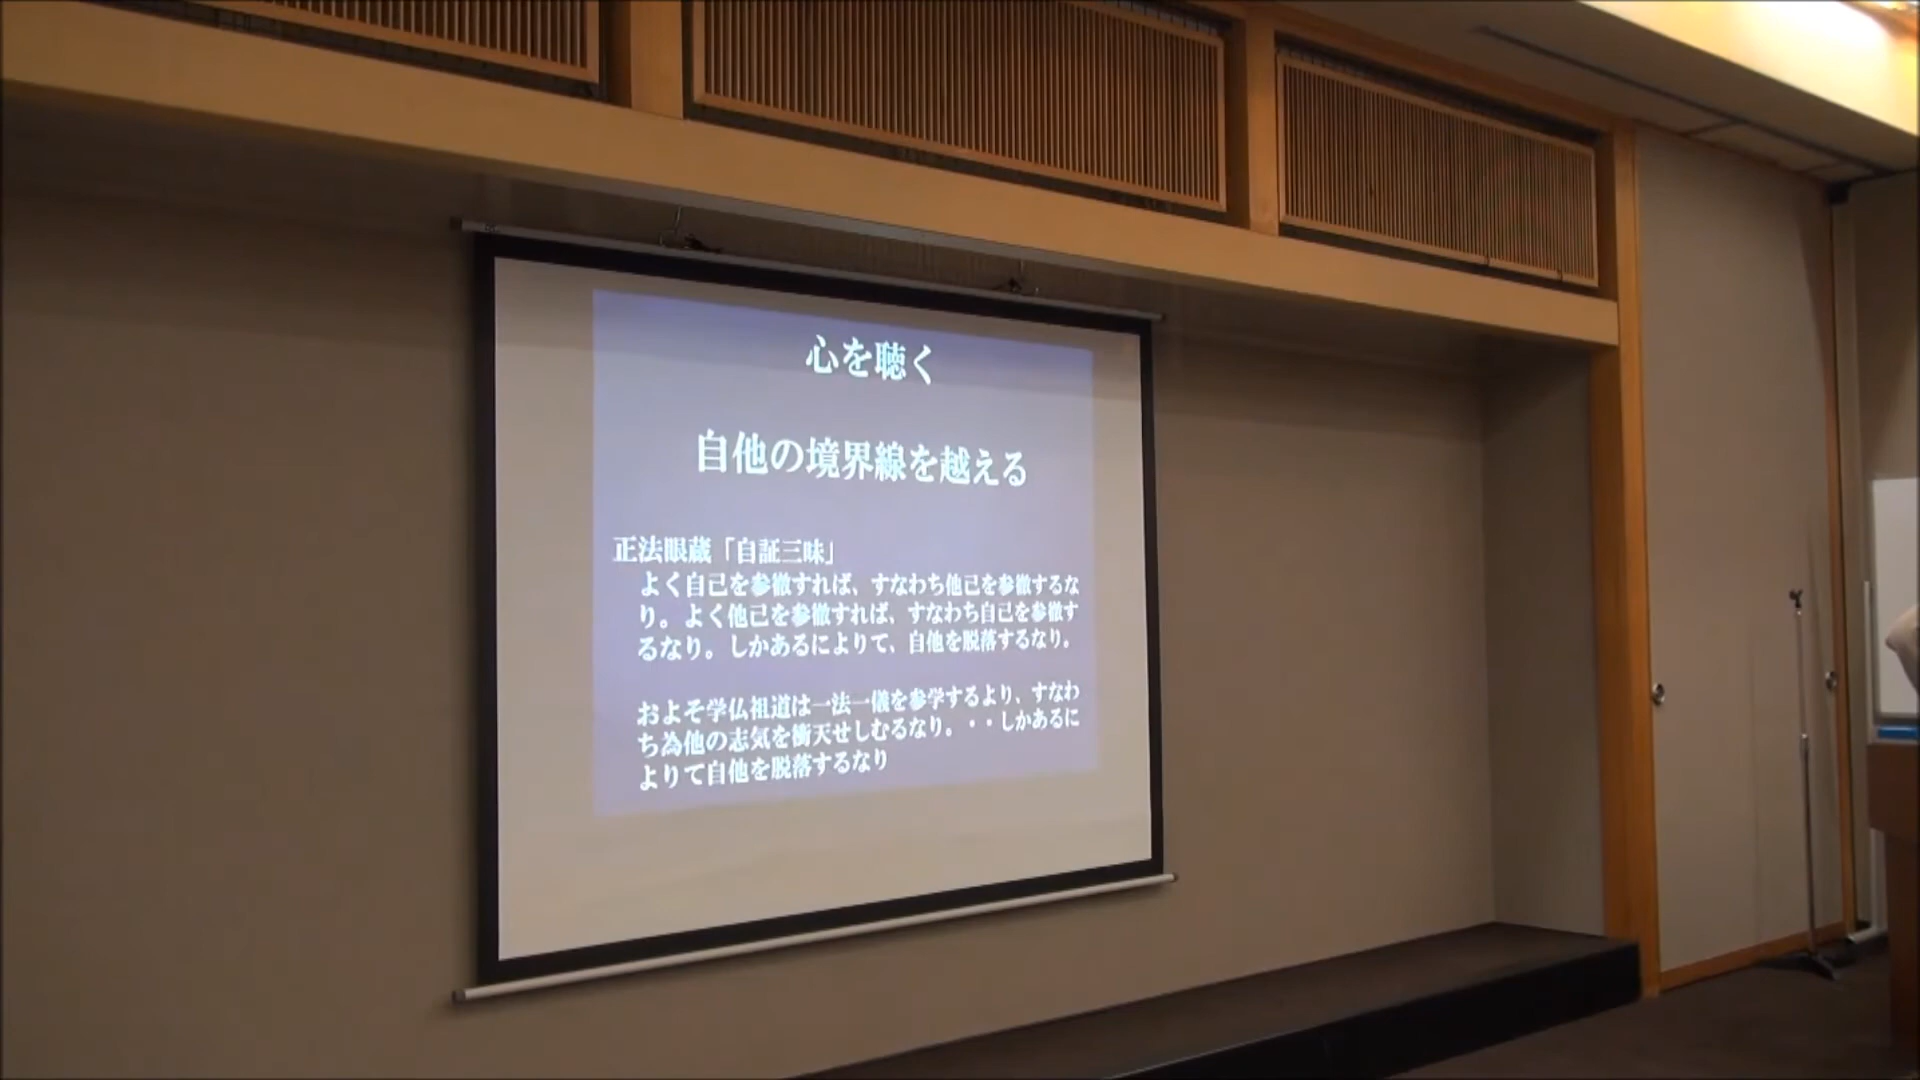 心を聴く
自他の境界線を越える
正法眼蔵「自証三昧」
よく自己を参徹すれば、すなわち他己を参徹するな
り。よく他己を参徹すれば、すなわち自己を参徹す
るなり。しかあるによりて、自他を脱落するなり。
およそ学仏祖道は一法一儀を参学するより、すなわ
ち為他の志気を衝天せしむるなり。・・しかあるに
よりて自他を脱落するなり